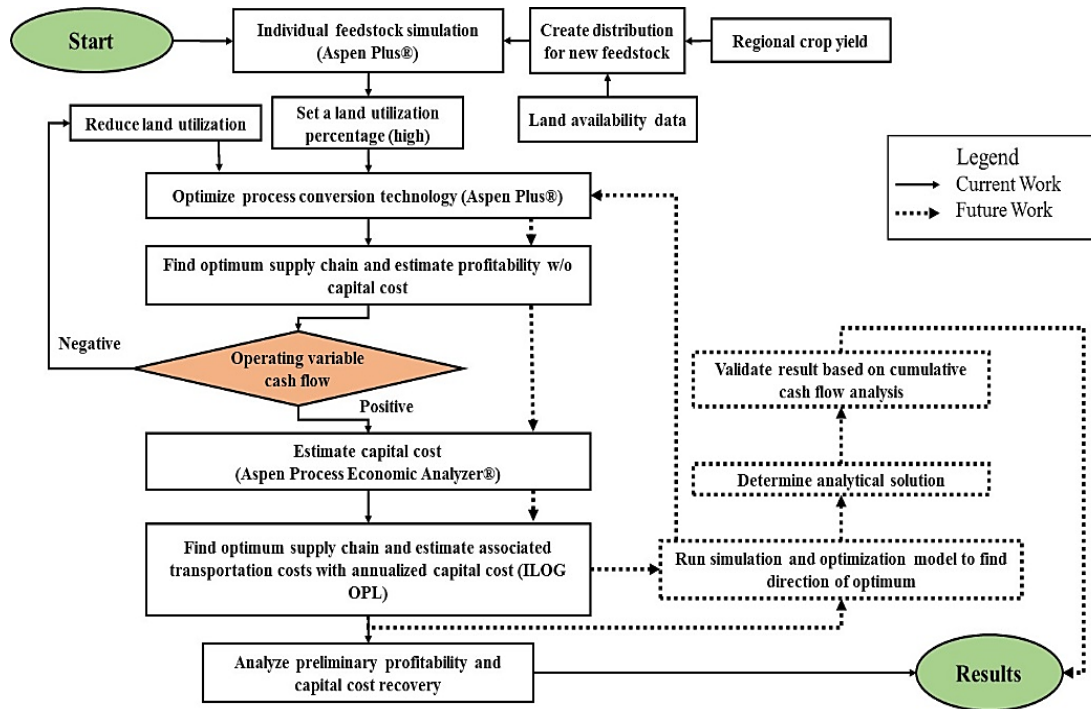 Start
Individual feedstock simulation
(Aspen Plus®)
Create distribution
for new feedstock
Regional crop yield
Land availability data
Reduce land utilization
Set a land utilization
percentage (high)
Optimize process conversion technology (Aspen Plus®)
Legend
Current Work
Future Work
Find optimum supply chain and estimate profitability w/o
capital cost
Negative
Operating variable
cash flow
Positive
Validate result based on cumulative
cash flow analysis
Estimate capital cost
(Aspen Process Economic Analyzer®)
Determine analytical solution
Find optimum supply chain and estimate associated
transportation costs with annualized capital cost (ILOG
OPL)
Run simulation and optimization model to find
direction of optimum
Analyze preliminary profitability and
capital cost recovery
Results